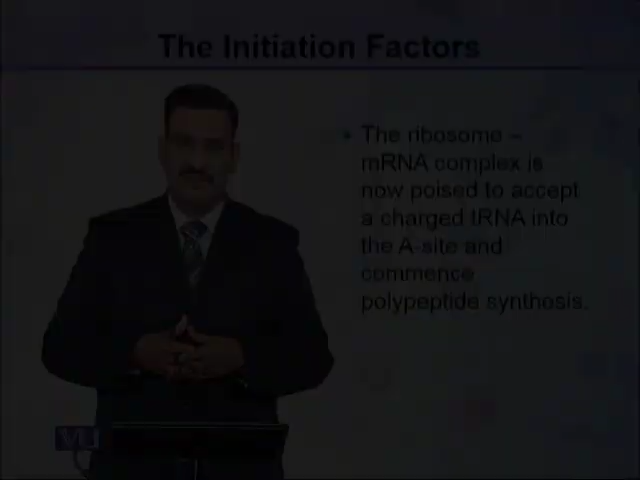 The Initiation Factors
• The ribosome –
mRNA complex is
now poised to accept
a charged tRNA into
the A-site and
commence
polypeptide synthesis.
VU